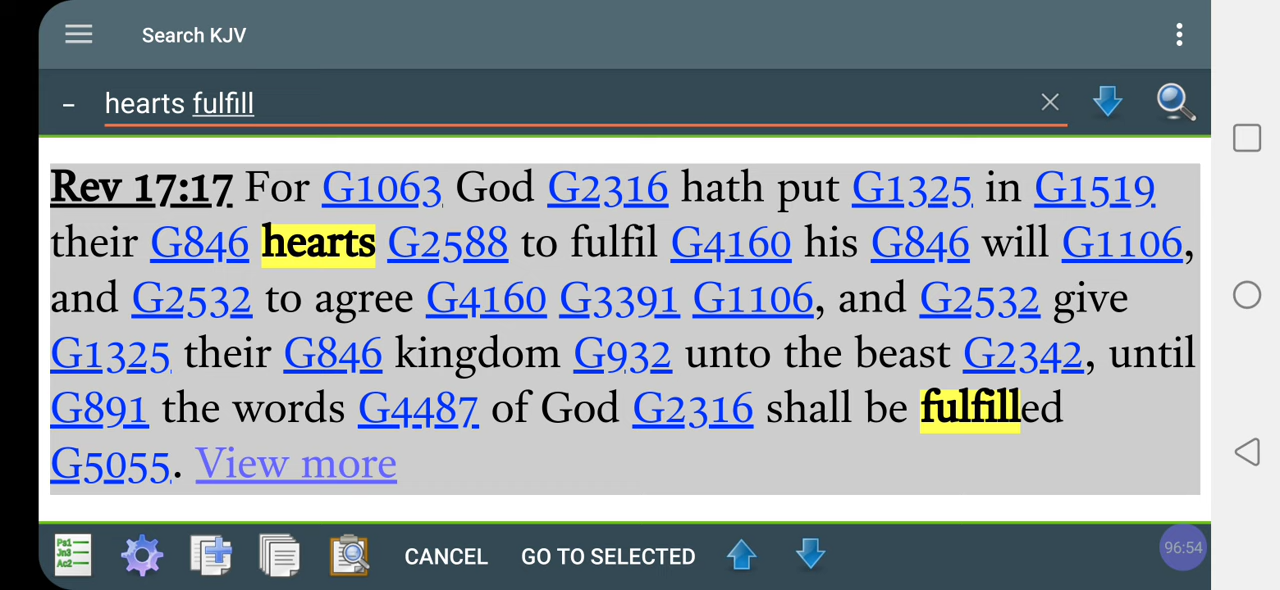 Search KJV
- hearts fulfill
Rev 17:17 For G1063 God G2316 hath put G1325 in G1519
their G846 hearts G2588 to fulfil G4160 his G846 will G1106,
and G2532 to agree G4160 G3391 G1106, and G2532 give
G1325 their G846 kingdom G932 unto the beast G2342, until
G891 the words G4487 of God G2316 shall be fulfilled
G5055. View more
Ps1
Jn3
Ac2
CANCEL GO TO SELECTED
96:54